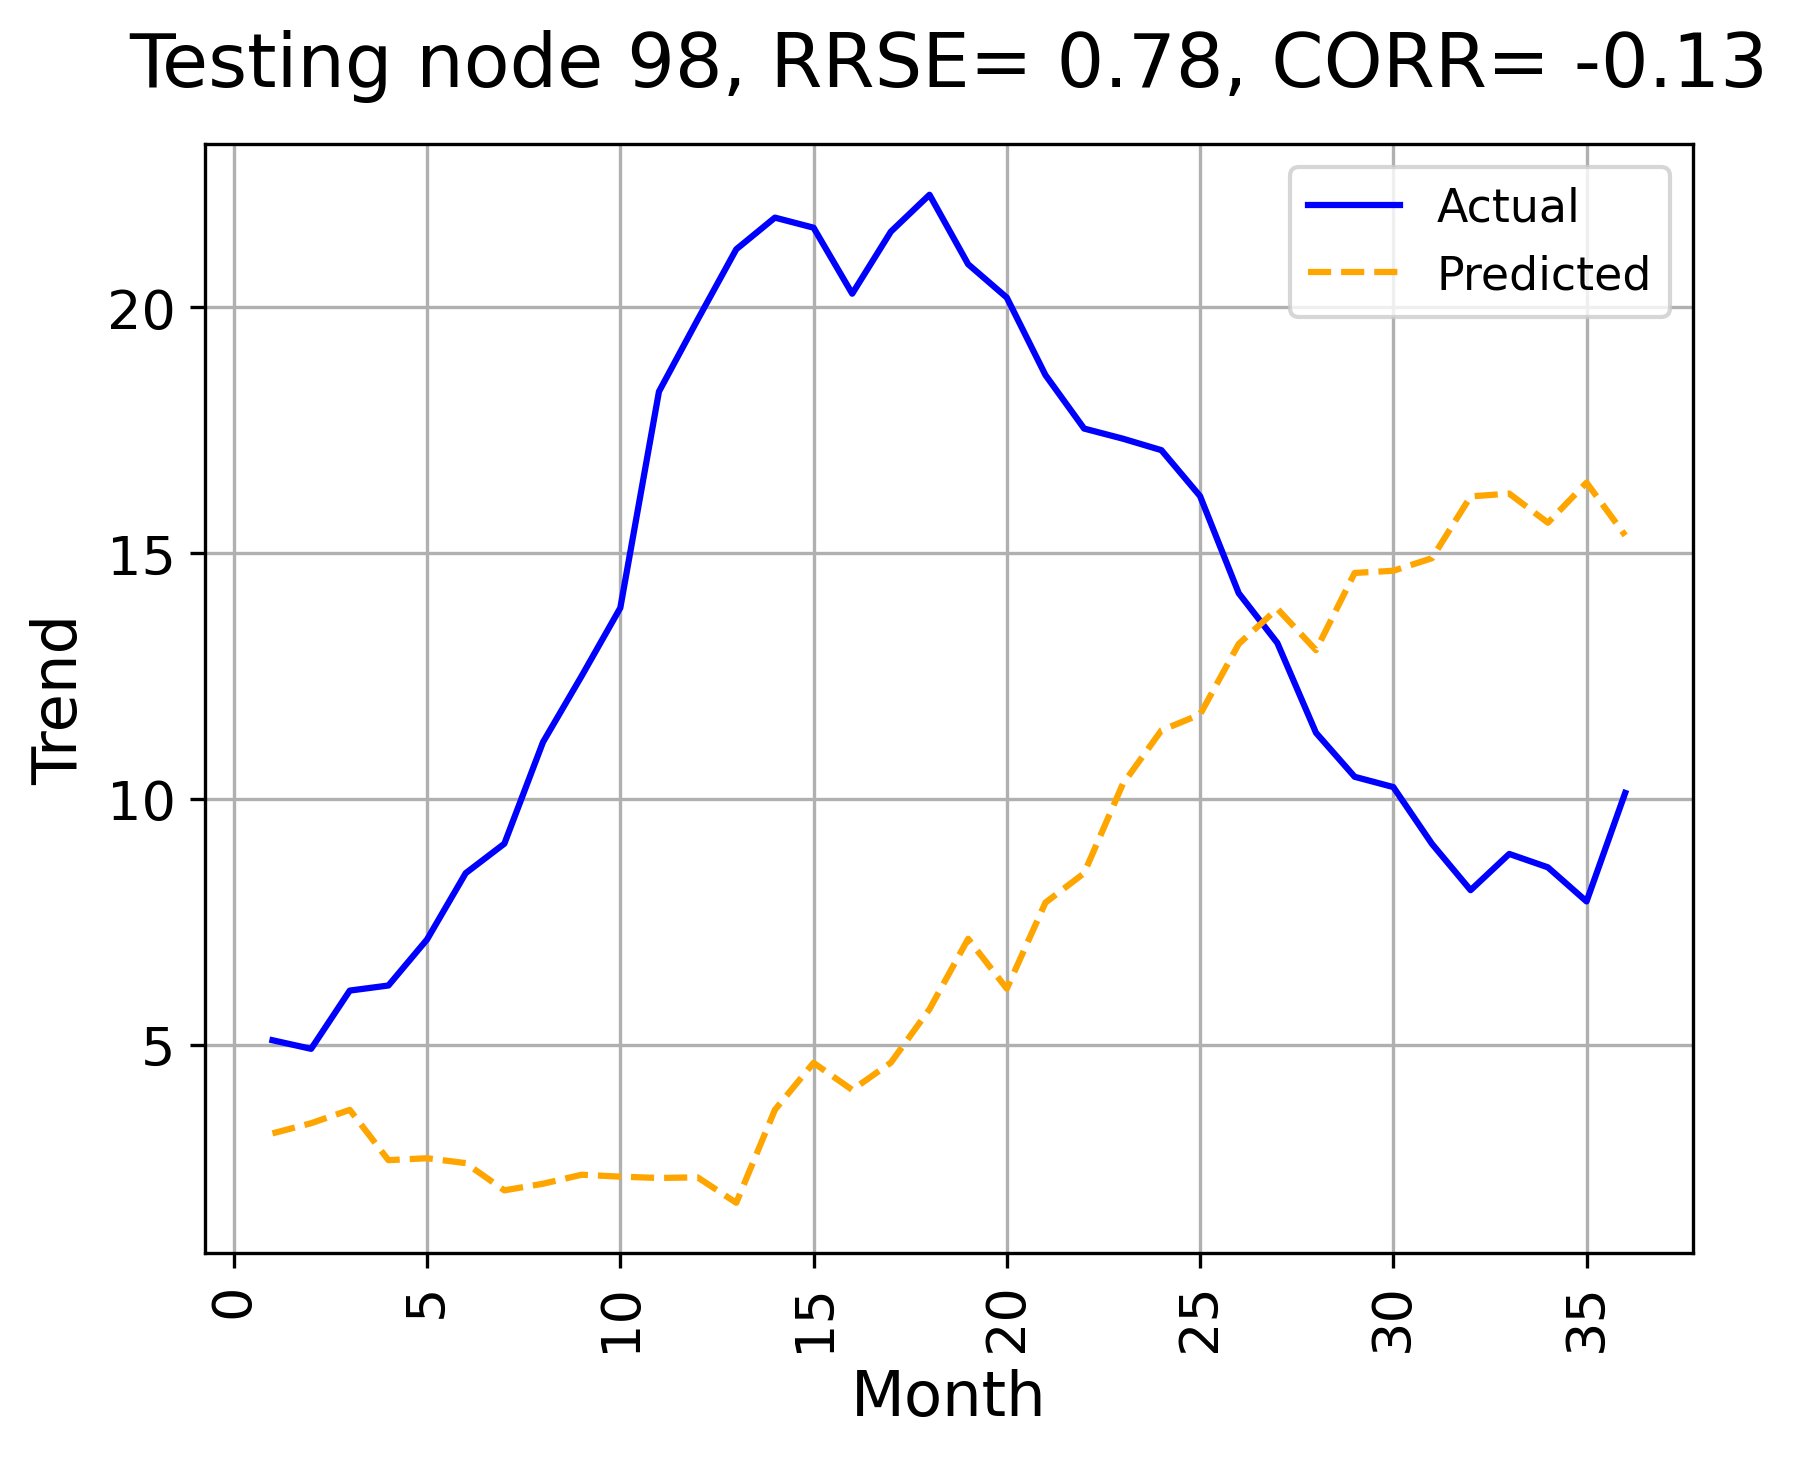 Testing node 98, RRSE= 0.78, CORR= -0.13
Actual
Predicted
20
15
10
5
Trend
0 5 10 15 20 25 30 35
Month